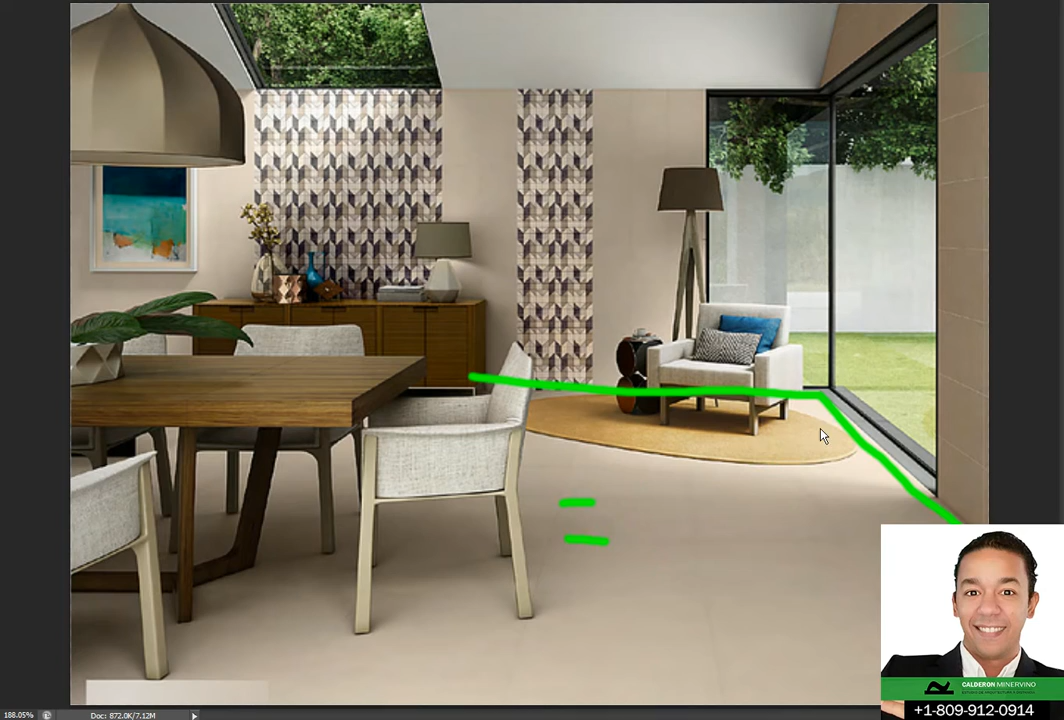 CALDERON MINERVINO
+1-809-912-0914
188.05%
Doc: 872.0K/7.12M